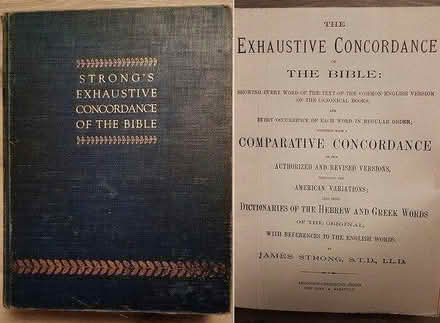 STRONG'S
EXHAUSTIVE
CONCORDANCE
OF THE BIBLE
THE
EXHAUSTIVE CONCORDANCE
OF
THE BIBLE:
SHOWING EVERY WORD OF THE TEXT OF THE COMMON ENGLISH VERSION
OF THE CANONICAL BOOKS,
AND
EVERY OCCURRENCE OF EACH WORD IN REGULAR ORDER;
TOGETHER WITH A
COMPARATIVE CONCORDANCE
OF THE
AUTHORIZED AND REVISED VERSIONS,
INCLUDING THE
AMERICAN VARIATIONS;
ALSO BRIEF
DICTIONARIES OF THE HEBREW AND GREEK WORDS
OF THE ORIGINAL,
WITH REFERENCES TO THE ENGLISH WORDS:
BY
JAMES STRONG, S.T.D., LL.D.